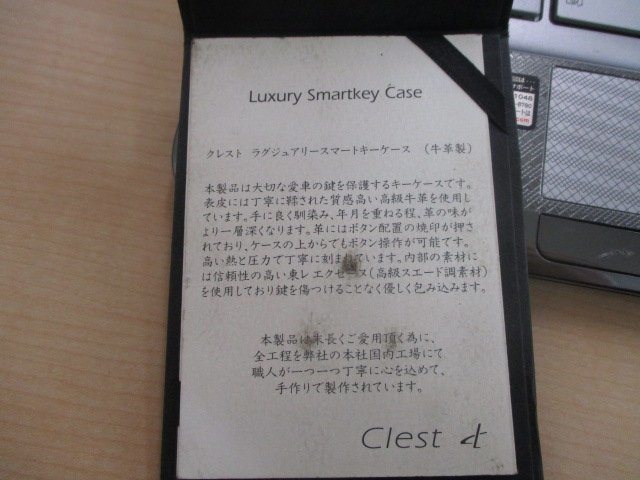 Luxury Smartkey Case
クレスト ラグジュアリースマートキーケース （牛革製）
本製品は大切な愛車の鍵を保護するキーケースです。
表皮には丁寧に鞣された質感高い高級牛革を使用し
ています。手に良く馴染み、年月を重ねる程、革の味が
より一層深くなります。革にはボタン配置の焼印が押さ
れており、ケースの上からでもボタン操作が可能です。
高い熱と圧力で丁寧に刻まれています。内部の素材に
は信頼性の高い東レ エクセーヌ（高級スエード調素材）
を使用しており鍵を傷つけることなく優しく包み込みます。
本製品は末長くご愛用頂く為に、
全工程を弊社の本社国内工場にて
職人が一つ一つ丁寧に心を込めて、
手作りで製作されています。
Clest